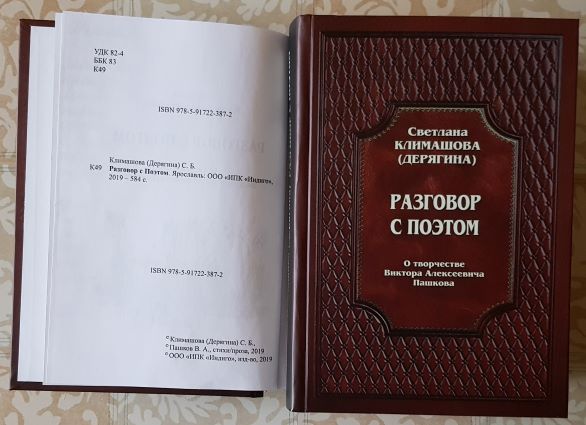 УДК 82-4
ББК 83
К49
ISBN 978-5-91722-387-2
Климашова (Дерягина) С. Б.
К49 Разговор с Поэтом. Ярославль: ООО «ИПК «Индиго»,
2019 – 584 с.
ISBN 978-5-91722-387-2
© Климашова (Дерягина) С. Б.,
© Пашков В. А., стихи/проза, 2019
© ООО «ИПК «Индиго», изд-во, 2019
Светлана
КЛИМАШОВА
(ДЕРЯГИНА)
РАЗГОВОР
С ПОЭТОМ
О творчестве
Виктора Алексеевича
Пашкова